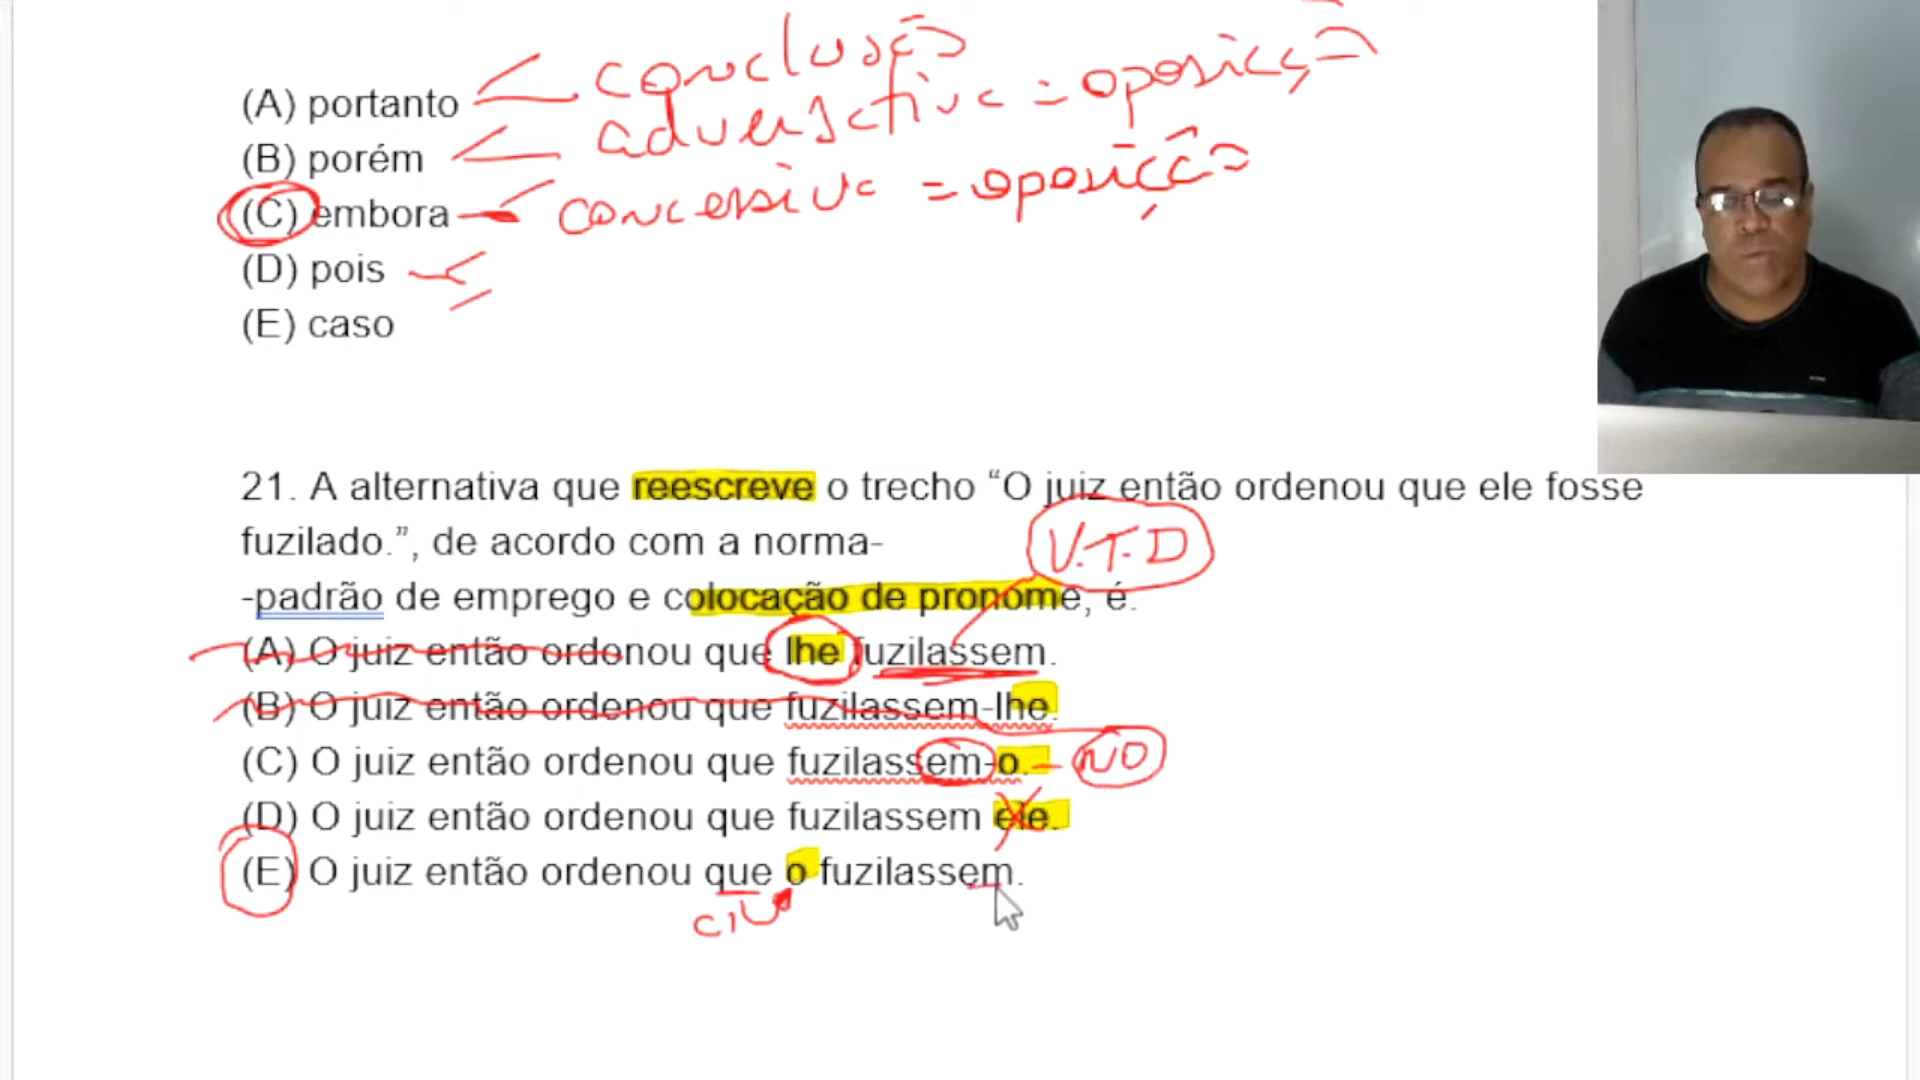 conclusão
(A) portanto
adversativa = oposição
(B) porém
concessiva = oposição
(C) embora
(D) pois
(E) caso
21. A alternativa que reescreve o trecho “O juiz então ordenou que ele fosse
fuzilado.”, de acordo com a norma-
V.T.D
-padrão de emprego e colocação de pronome, é.
(A) O juiz então ordenou que lhe fuzilassem.
(B) O juiz então ordenou que fuzilassem-lhe.
(C) O juiz então ordenou que fuzilassem-o. NO
(D) O juiz então ordenou que fuzilassem ele.
(E) O juiz então ordenou que o fuzilassem.